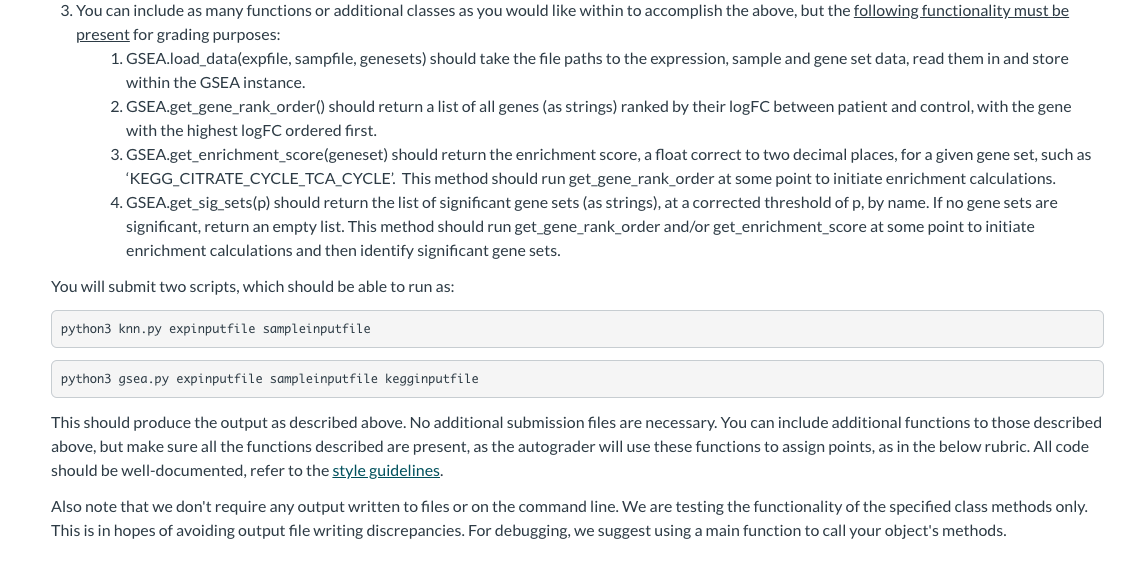 3. You can include as many functions or additional classes as you would like within to accomplish the above, but the following functionality must be
present for grading purposes:
1. GSEA.load_data(expfile, sampfile, genesets) should take the file paths to the expression, sample and gene set data, read them in and store
within the GSEA instance.
2. GSEA.get_gene_rank_order() should return a list of all genes (as strings) ranked by their logFC between patient and control, with the gene
with the highest logFC ordered first.
3. GSEA.get_enrichment_score(geneset) should return the enrichment score, a float correct to two decimal places, for a given gene set, such as
‘KEGG_CITRATE_CYCLE_TCA_CYCLE’. This method should run get_gene_rank_order at some point to initiate enrichment calculations.
4. GSEA.get_sig_sets(p) should return the list of significant gene sets (as strings), at a corrected threshold of p, by name. If no gene sets are
significant, return an empty list. This method should run get_gene_rank_order and/or get_enrichment_score at some point to initiate
enrichment calculations and then identify significant gene sets.
You will submit two scripts, which should be able to run as:
python3 knn.py expinputfile sampleinputfile
python3 gsea.py expinputfile sampleinputfile kegginputfile
This should produce the output as described above. No additional submission files are necessary. You can include additional functions to those described
above, but make sure all the functions described are present, as the autograder will use these functions to assign points, as in the below rubric. All code
should be well-documented, refer to the style guidelines.
Also note that we don't require any output written to files or on the command line. We are testing the functionality of the specified class methods only.
This is in hopes of avoiding output file writing discrepancies. For debugging, we suggest using a main function to call your object's methods.